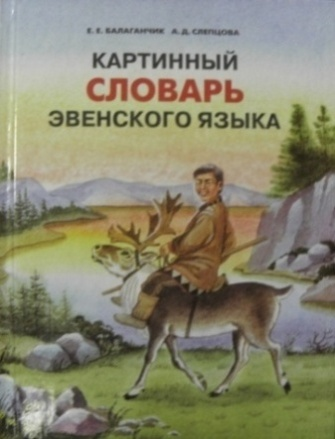 Е. Е. БАЛАГАНЧИК А. Д. СЛЕПЦОВА
КАРТИННЫЙ
СЛОВАРЬ
ЭВЕНСКОГО ЯЗЫКА